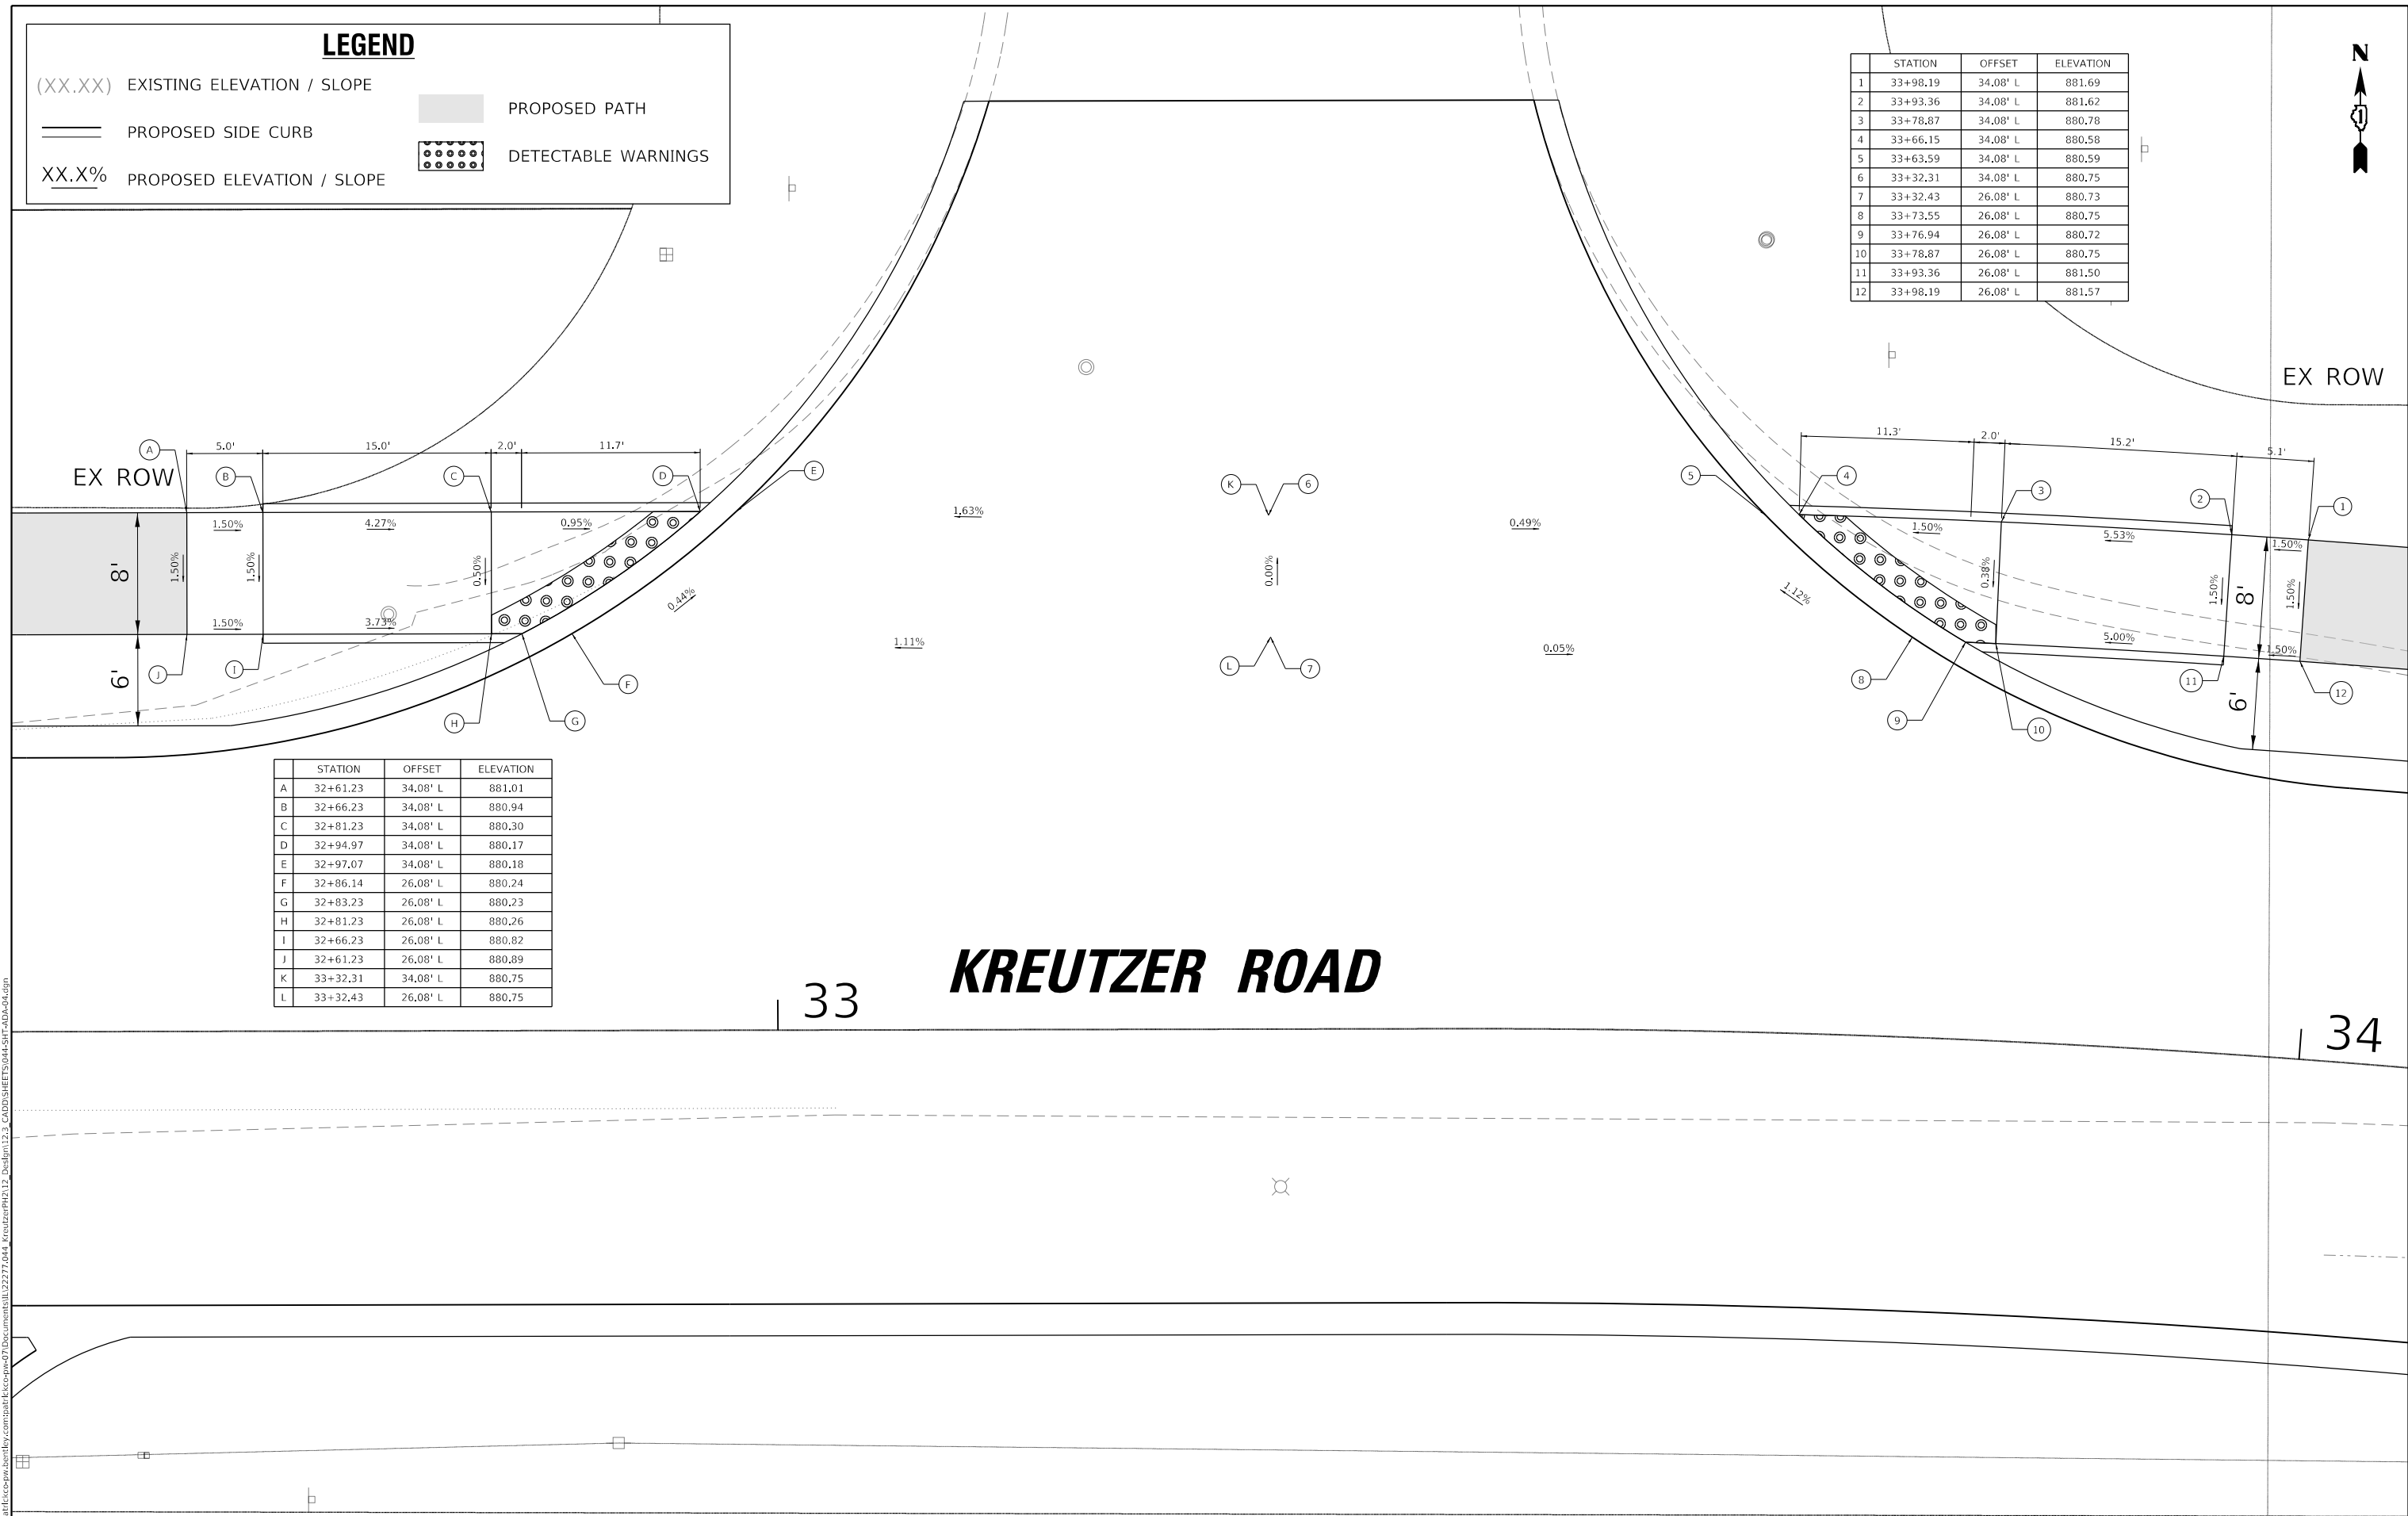 LEGEND
(XX.XX) EXISTING ELEVATION / SLOPE
PROPOSED SIDE CURB
XX.X% PROPOSED ELEVATION / SLOPE
PROPOSED PATH
DETECTABLE WARNINGS
STATION OFFSET ELEVATION
1 33+98.19 34.08' L 881.69
2 33+93.36 34.08' L 881.62
3 33+78.87 34.08' L 880.78
4 33+66.15 34.08' L 880.58
5 33+63.59 34.08' L 880.59
6 33+32.31 34.08' L 880.75
7 33+32.43 26.08' L 880.73
8 33+73.55 26.08' L 880.75
9 33+76.94 26.08' L 880.72
10 33+78.87 26.08' L 880.75
11 33+93.36 26.08' L 881.50
12 33+98.19 26.08' L 881.57
N
1
EX ROW
EX ROW
A 5.0' 15.0' 2.0' 11.7'
B C D E
1.50% 4.27% 0.95%
8' 1.50% 1.50% 0.50%
1.50% 3.73% 0.44%
6' J I H G F
1.63% K 6 0.49%
0.00%
1.11% L 7 0.05%
11.3' 2.0' 15.2' 5.1'
5 4 3 2 1
1.50% 5.53% 1.50%
1.12% 0.38% 1.50% 8' 1.50%
5.00% 1.50%
8 9 10 11 12 6'
STATION OFFSET ELEVATION
A 32+61.23 34.08' L 881.01
B 32+66.23 34.08' L 880.94
C 32+81.23 34.08' L 880.30
D 32+94.97 34.08' L 880.17
E 32+97.07 34.08' L 880.18
F 32+86.14 26.08' L 880.24
G 32+83.23 26.08' L 880.23
H 32+81.23 26.08' L 880.26
I 32+66.23 26.08' L 880.82
J 32+61.23 26.08' L 880.89
K 33+32.31 34.08' L 880.75
L 33+32.43 26.08' L 880.75
KREUTZER ROAD
33
34